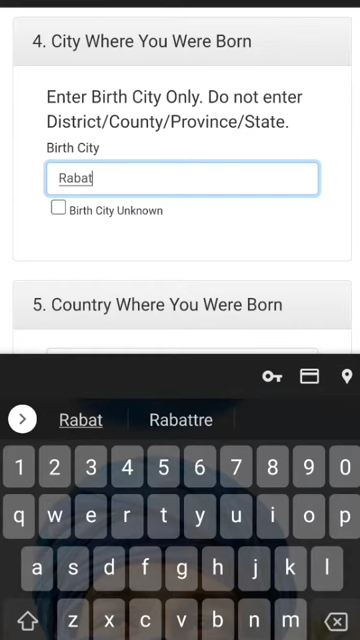 4. City Where You Were Born
Enter Birth City Only. Do not enter
District/County/Province/State.
Birth City
Rabat
Birth City Unknown
5. Country Where You Were Born
Rabat Rabattre
1 2 3 4 5 6 7 8 9 0
q w e r t y u i o p
a s d f g h j k l
z x c v b n m